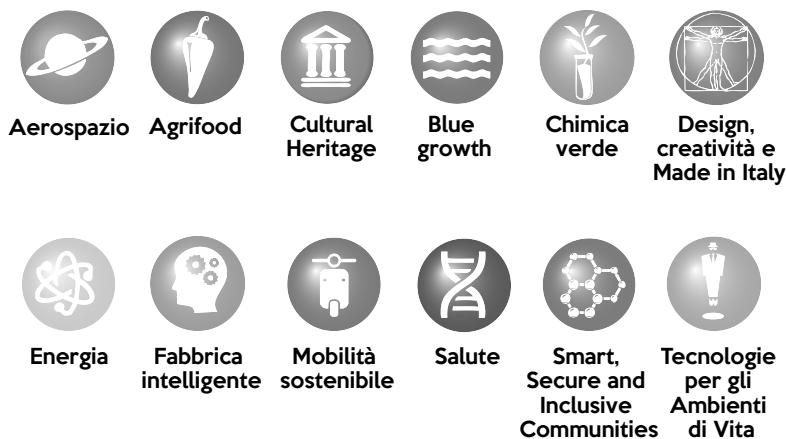 Aerospazio
Agrifood
Cultural
Heritage
Blue
growth
Chimica
verde
Design,
creatività e
Made in Italy
Energia
Fabbrica
intelligente
Mobilità
sostenibile
Salute
Smart,
Secure and
Inclusive
Communities
Tecnologie
per gli
Ambienti
di Vita